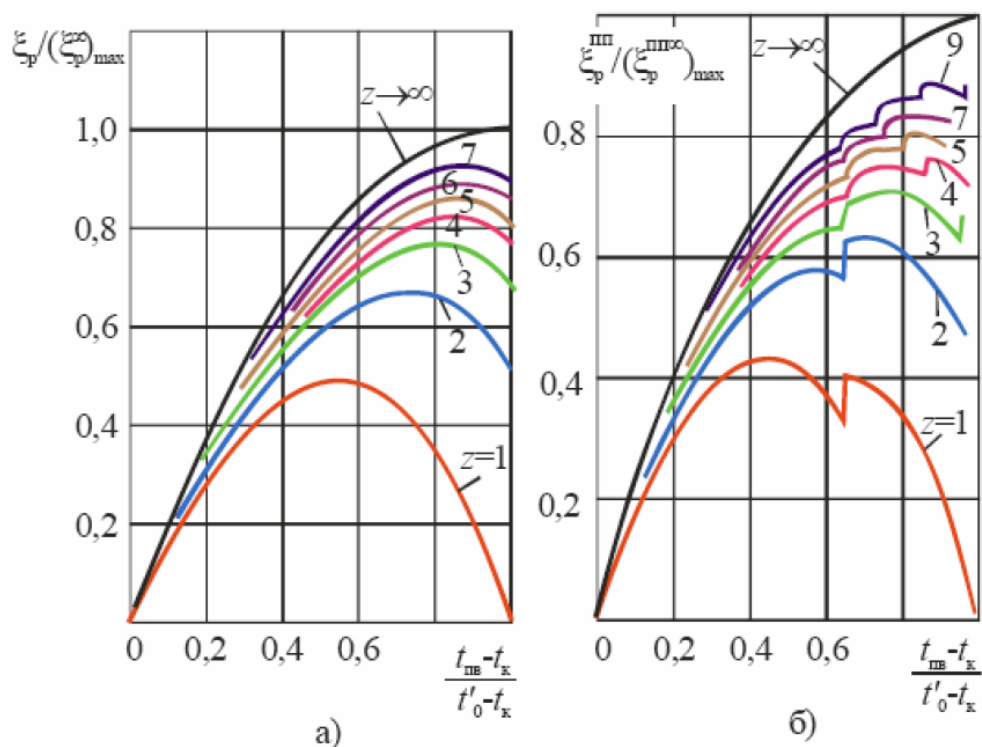 ξр/(ξр∞)max
z→∞
1,0
0,8
0,6
0,4
0,2
7
6
5
4
3
2
z=1
0 0,2 0,4 0,6
tпв-tк
t'0-tк
а)
ξрпп/(ξрпп∞)max
z→∞
0,8
0,6
0,4
0,2
9
7
5
4
3
2
z=1
0 0,2 0,4 0,6
tпв-tк
t'0-tк
б)